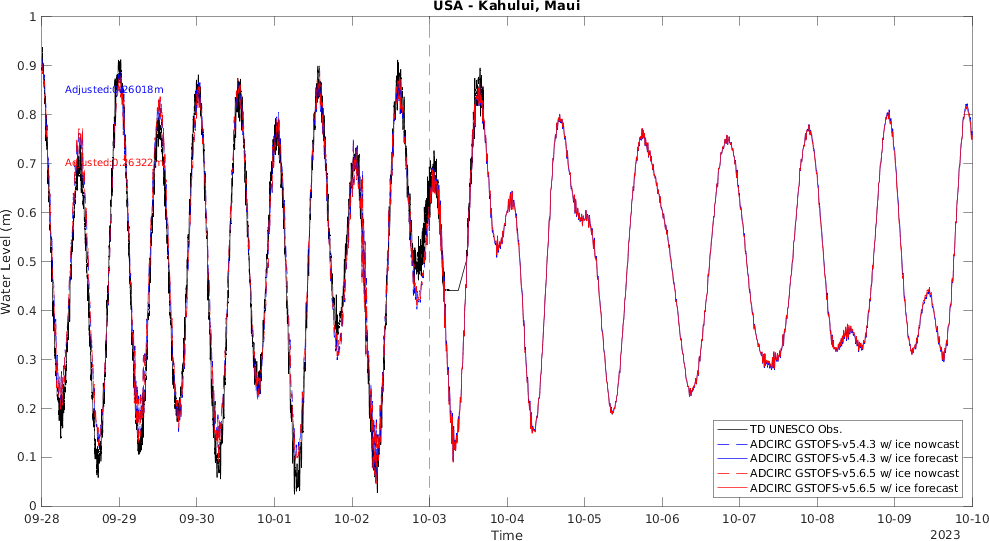 USA - Kahului, Maui
1
0.9
0.8
0.7
0.6
0.5
0.4
0.3
0.2
0.1
0
Water Level (m)
Adjusted:0.26018m
Adjusted:0.26322m
TD UNESCO Obs.
ADCIRC GSTOFS-v5.4.3 w/ ice nowcast
ADCIRC GSTOFS-v5.4.3 w/ ice forecast
ADCIRC GSTOFS-v5.6.5 w/ ice nowcast
ADCIRC GSTOFS-v5.6.5 w/ ice forecast
09-28 09-29 09-30 10-01 10-02 10-03 10-04 10-05 10-06 10-07 10-08 10-09 10-10
Time
2023